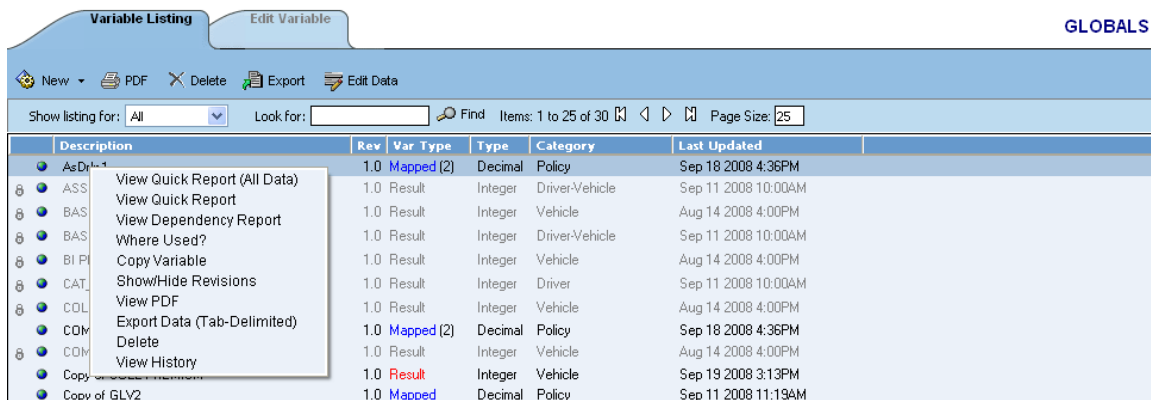 Variable Listing Edit Variable
GLOBALS
New PDF Delete Export Edit Data
Show listing for: All Look for: Find Items: 1 to 25 of 30 Page Size: 25
Description Rev Var Type Type Category Last Updated
1.0 Mapped (2) Decimal Policy Sep 18 2008 4:36PM
View Quick Report (All Data)
ASS 1.0 Result Integer Driver-Vehicle Sep 11 2008 10:00AM
View Quick Report
BAS 1.0 Result Integer Vehicle Aug 14 2008 4:00PM
View Dependency Report
BAS 1.0 Result Integer Driver-Vehicle Sep 11 2008 10:00AM
Where Used?
BI 1.0 Result Integer Vehicle Aug 14 2008 4:00PM
Copy Variable
CAT_ 1.0 Result Integer Driver Sep 11 2008 10:00AM
Show/Hide Revisions
View PDF
COL 1.0 Result Integer Vehicle Aug 14 2008 4:00PM
Export Data (Tab-Delimited)
COM 1.0 Mapped (2) Decimal Policy Sep 18 2008 4:36PM
Delete
COM 1.0 Result Integer Vehicle Aug 14 2008 4:00PM
View History
Copy of 1.0 Result Integer Vehicle Sep 19 2008 3:13PM
Copy of GLV2 1.0 Mapped Decimal Policy Sep 11 2008 11:19AM